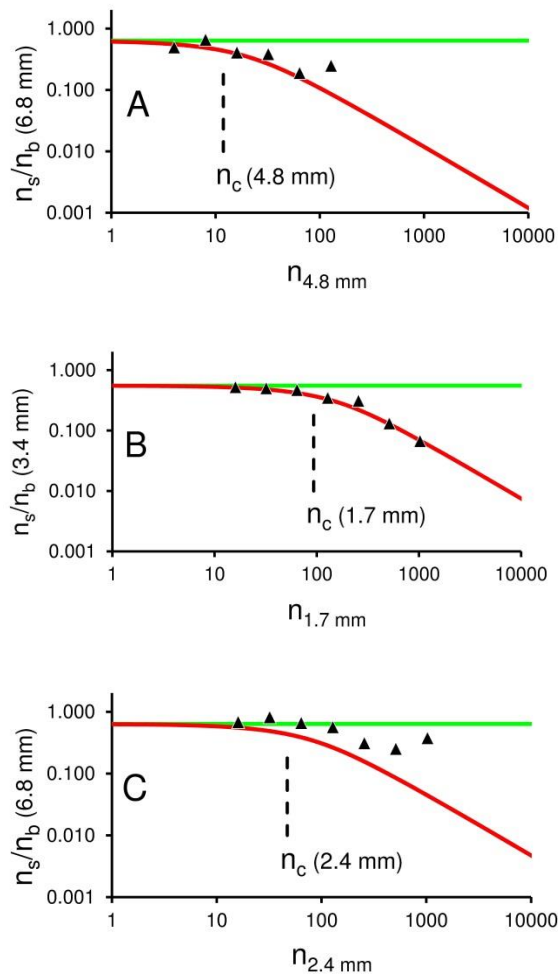 n_s/n_b (6.8 mm)
1.000
0.100
0.010
0.001
A
n_c (4.8 mm)
1 10 100 1000 10000
n_4.8 mm
n_s/n_b (3.4 mm)
1.000
0.100
0.010
0.001
B
n_c (1.7 mm)
1 10 100 1000 10000
n_1.7 mm
n_s/n_b (6.8 mm)
1.000
0.100
0.010
0.001
C
n_c (2.4 mm)
1 10 100 1000 10000
n_2.4 mm